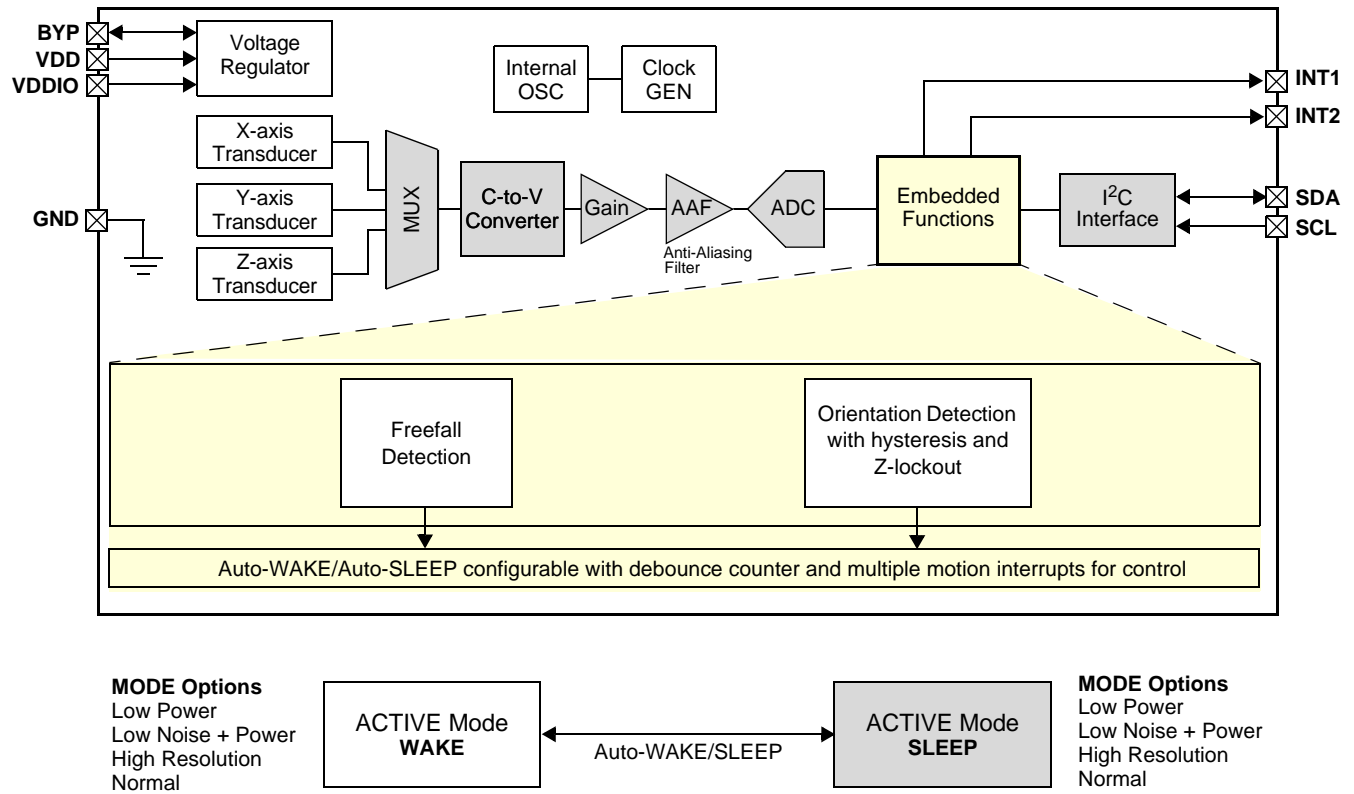 BYP
VDD
VDDIO
GND
Voltage
Regulator
Internal
OSC
Clock
GEN
X-axis
Transducer
Y-axis
Transducer
Z-axis
Transducer
MUX
C-to-V
Converter
Gain
AAF
Anti-Aliasing
Filter
ADC
Embedded
Functions
I²C
Interface
INT1
INT2
SDA
SCL
Freefall
Detection
Orientation Detection
with hysteresis and
Z-lockout
Auto-WAKE/Auto-SLEEP configurable with debounce counter and multiple motion interrupts for control
MODE Options
Low Power
Low Noise + Power
High Resolution
Normal
ACTIVE Mode
WAKE
Auto-WAKE/SLEEP
ACTIVE Mode
SLEEP
MODE Options
Low Power
Low Noise + Power
High Resolution
Normal